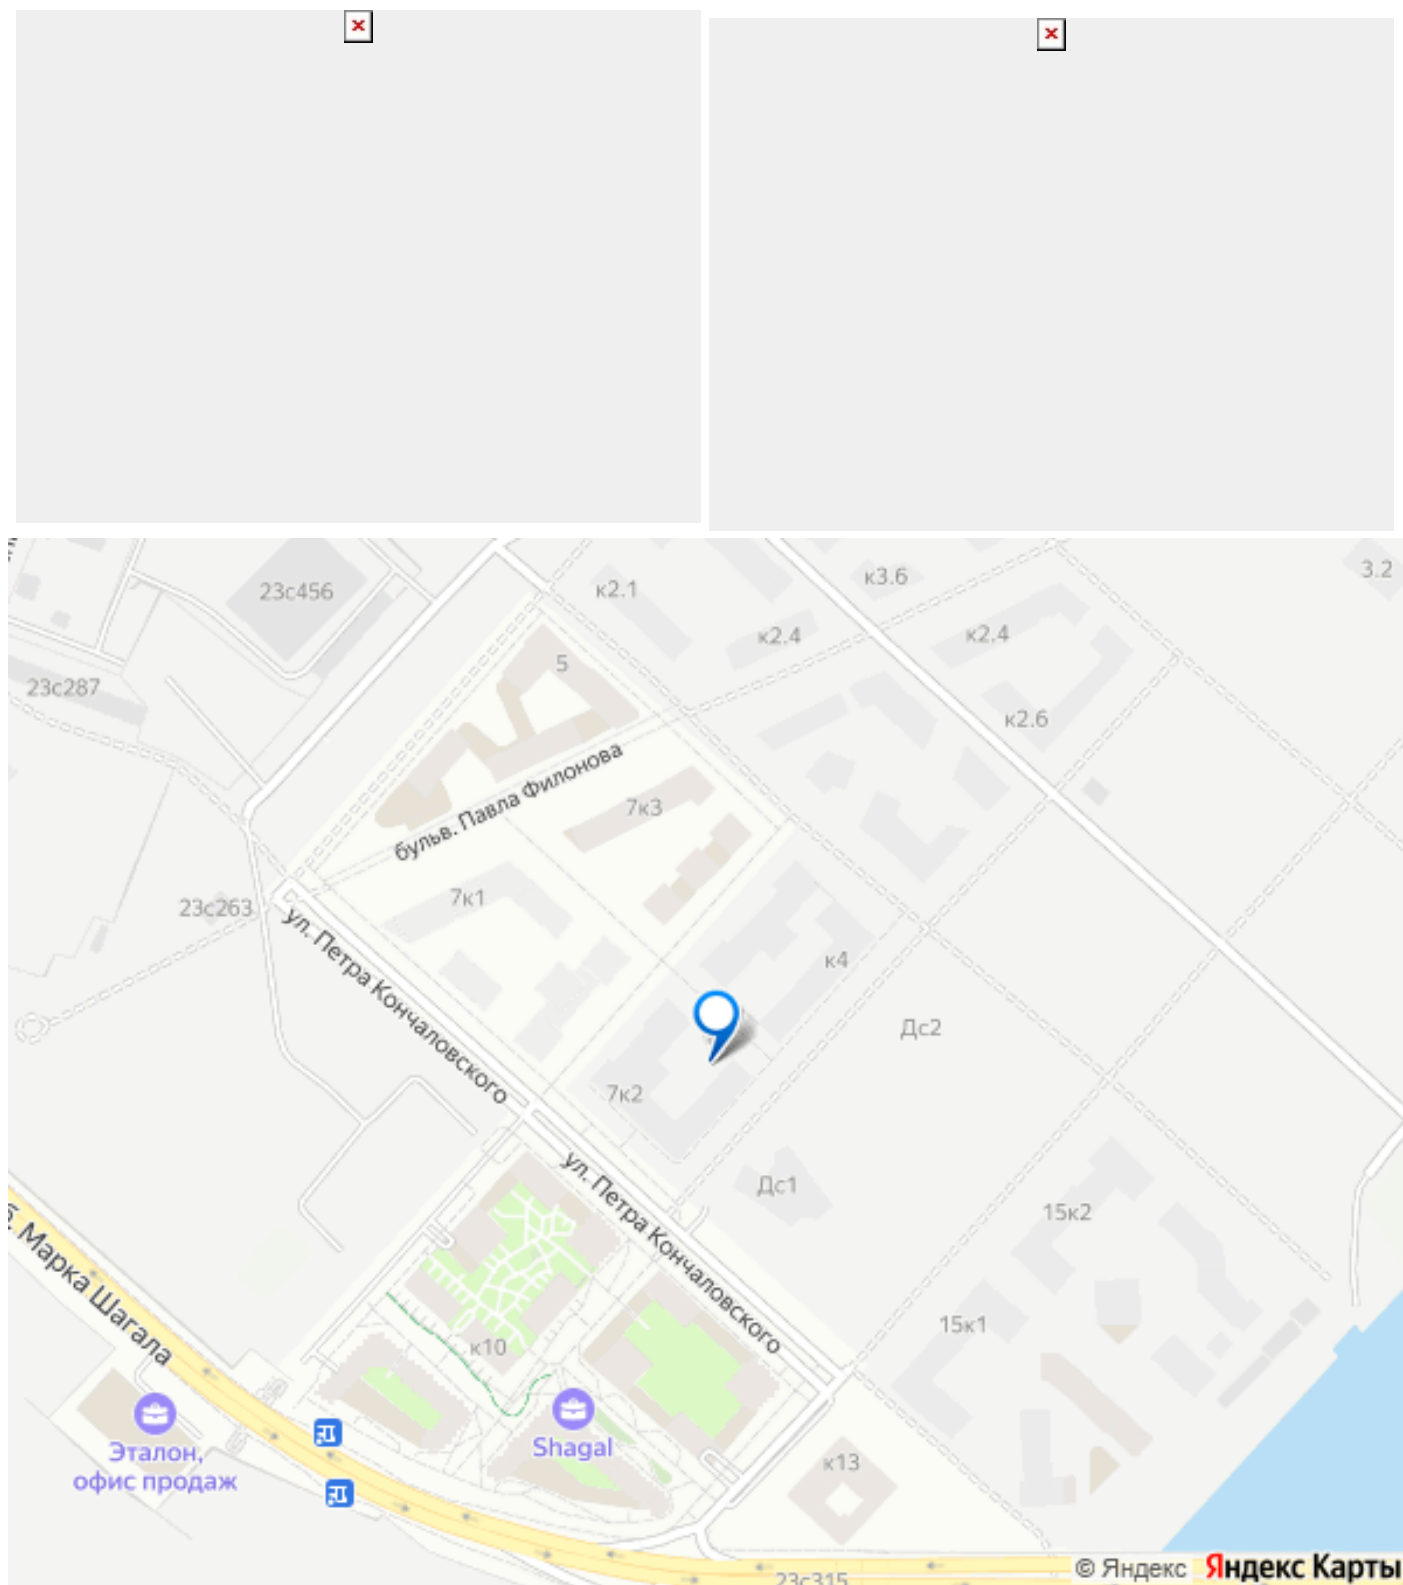 23с456
к2.1
к3.6
3.2
к2.4
к2.4
5
23с287
к2.6
бульв. Павла Филонова
7к3
7к1
23с263
ул. Петра Кончаловского
к4
Дс2
7к2
ул. Петра Кончаловского
Дс1
15к2
Марка Шагала
15к1
к10
Эталон,
офис продаж
Shagal
к13
23с315
© Яндекс Яндекс Карты